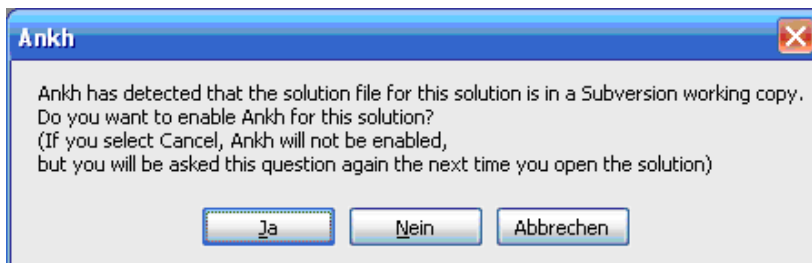 Ankh
Ankh has detected that the solution file for this solution is in a Subversion working copy.
Do you want to enable Ankh for this solution?
(If you select Cancel, Ankh will not be enabled,
but you will be asked this question again the next time you open the solution)
Ja
Nein
Abbrechen